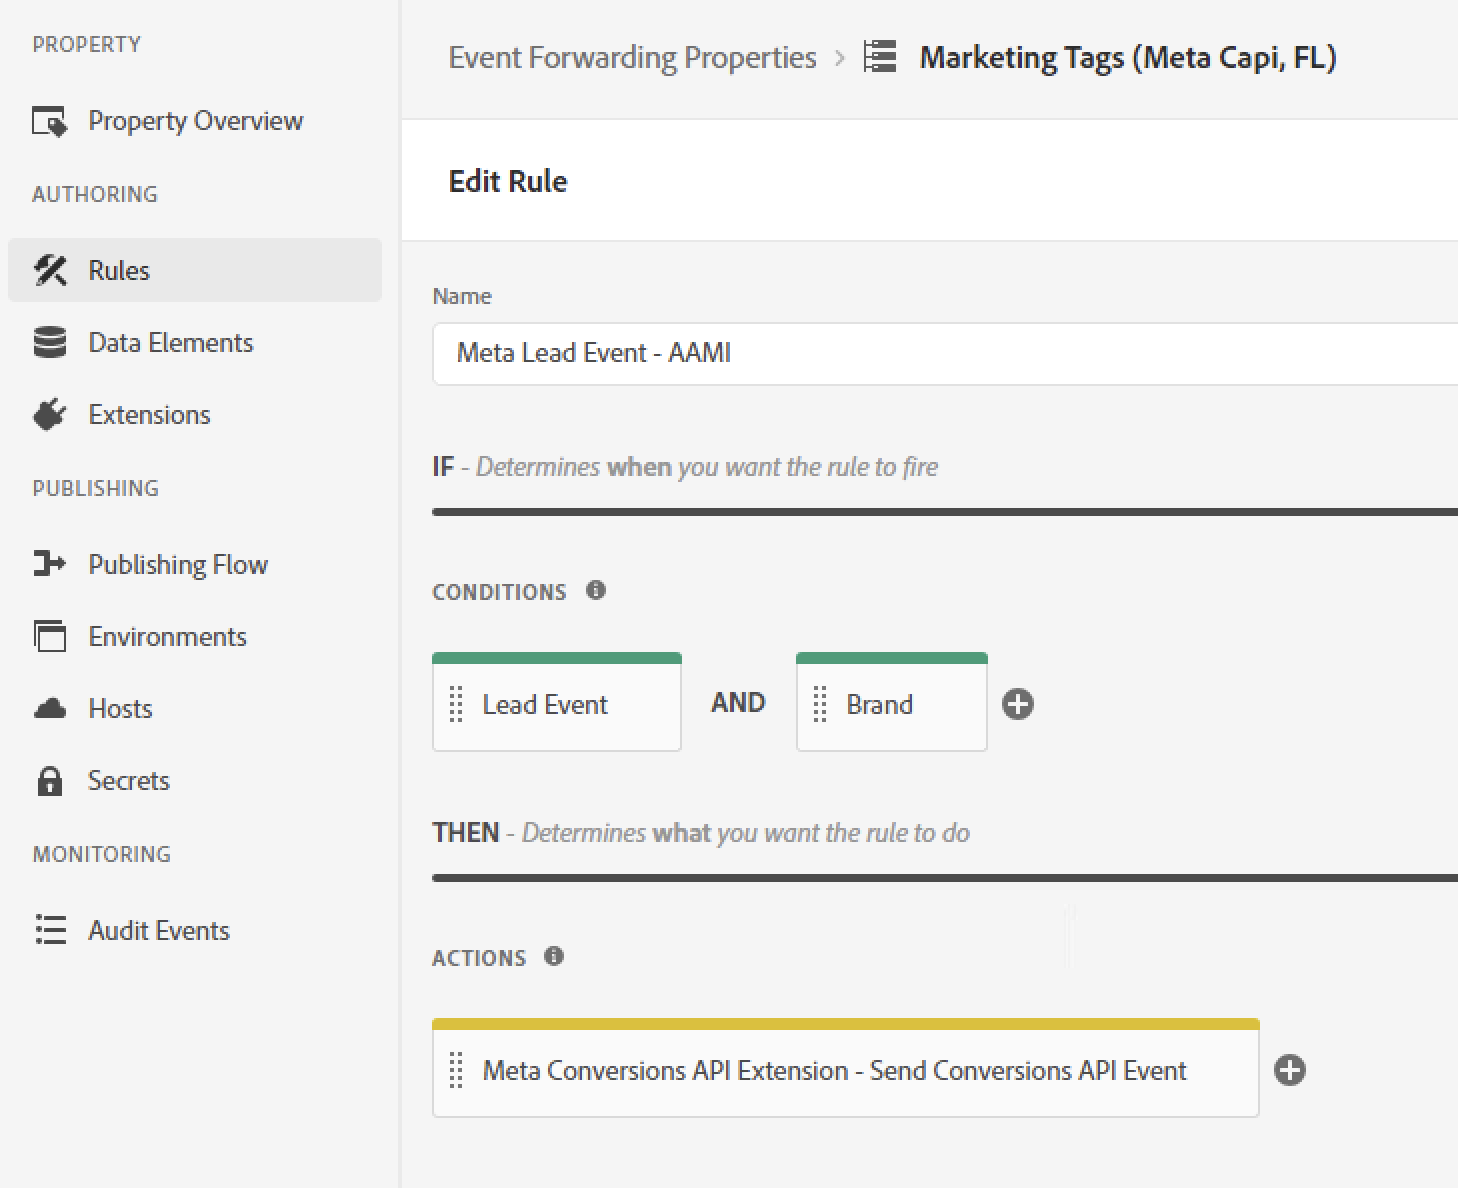 PROPERTY
Property Overview
AUTHORING
Rules
Data Elements
Extensions
PUBLISHING
Publishing Flow
Environments
Hosts
Secrets
MONITORING
Audit Events
Event Forwarding Properties > Marketing Tags (Meta Capi, FL)
Edit Rule
Name
Meta Lead Event - AAMI
IF - Determines when you want the rule to fire
CONDITIONS
Lead Event AND Brand
THEN - Determines what you want the rule to do
ACTIONS
Meta Conversions API Extension - Send Conversions API Event